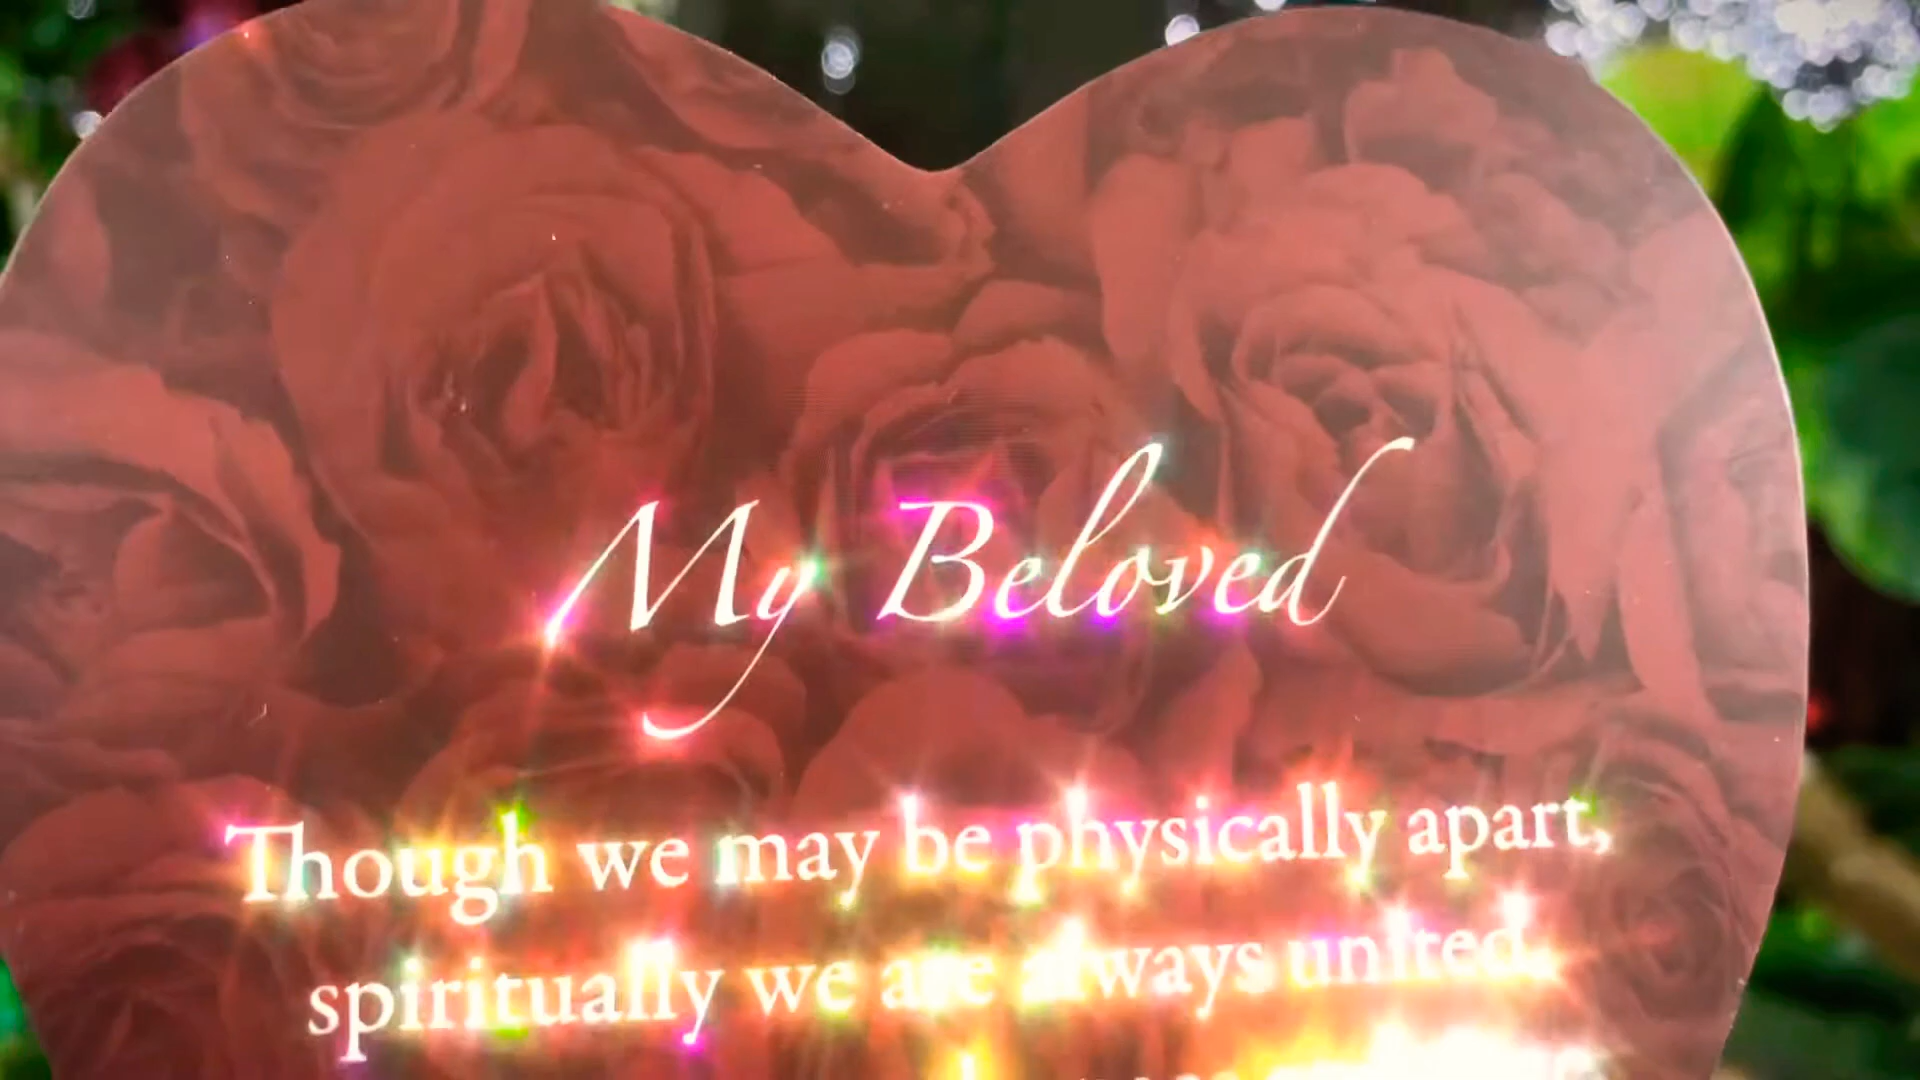 My Beloved
Though we may be physically apart,
spiritually we are always united.